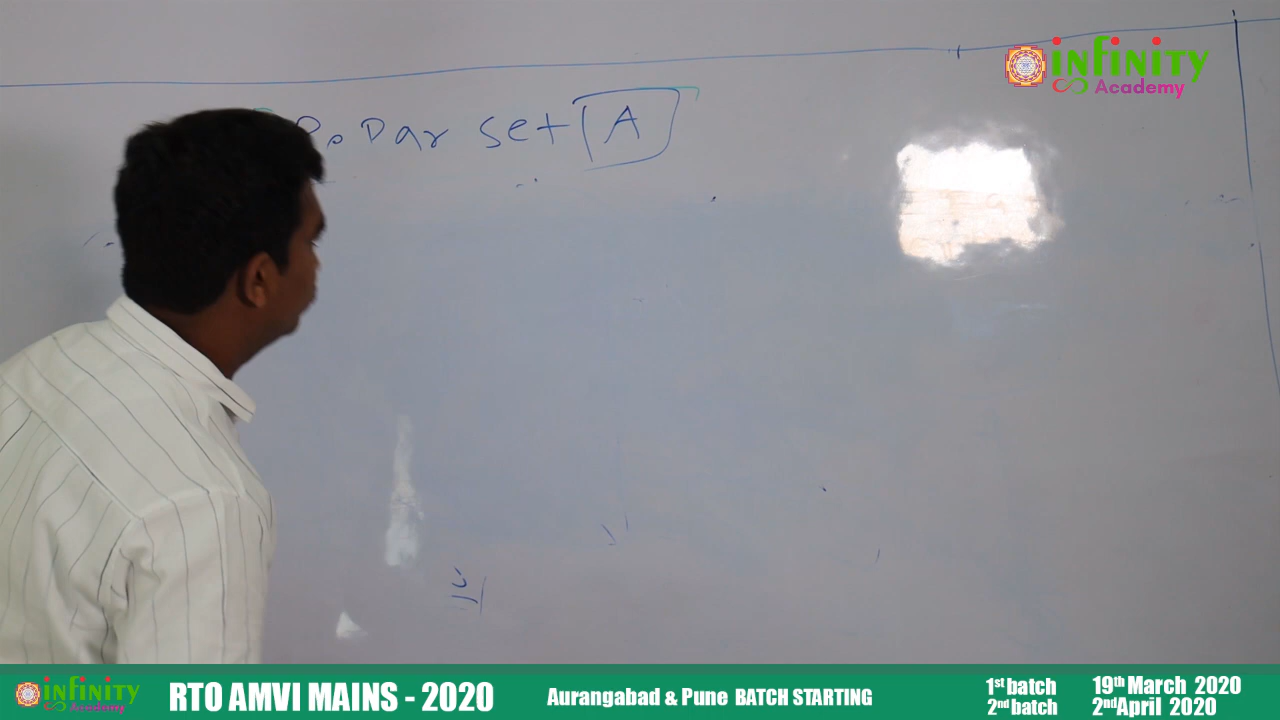 infinity
Academy
PoDar set A
infinity
Academy
RTO AMVI MAINS - 2020
Aurangabad & Pune BATCH STARTING
1st batch 19th March 2020
2nd batch 2nd April 2020